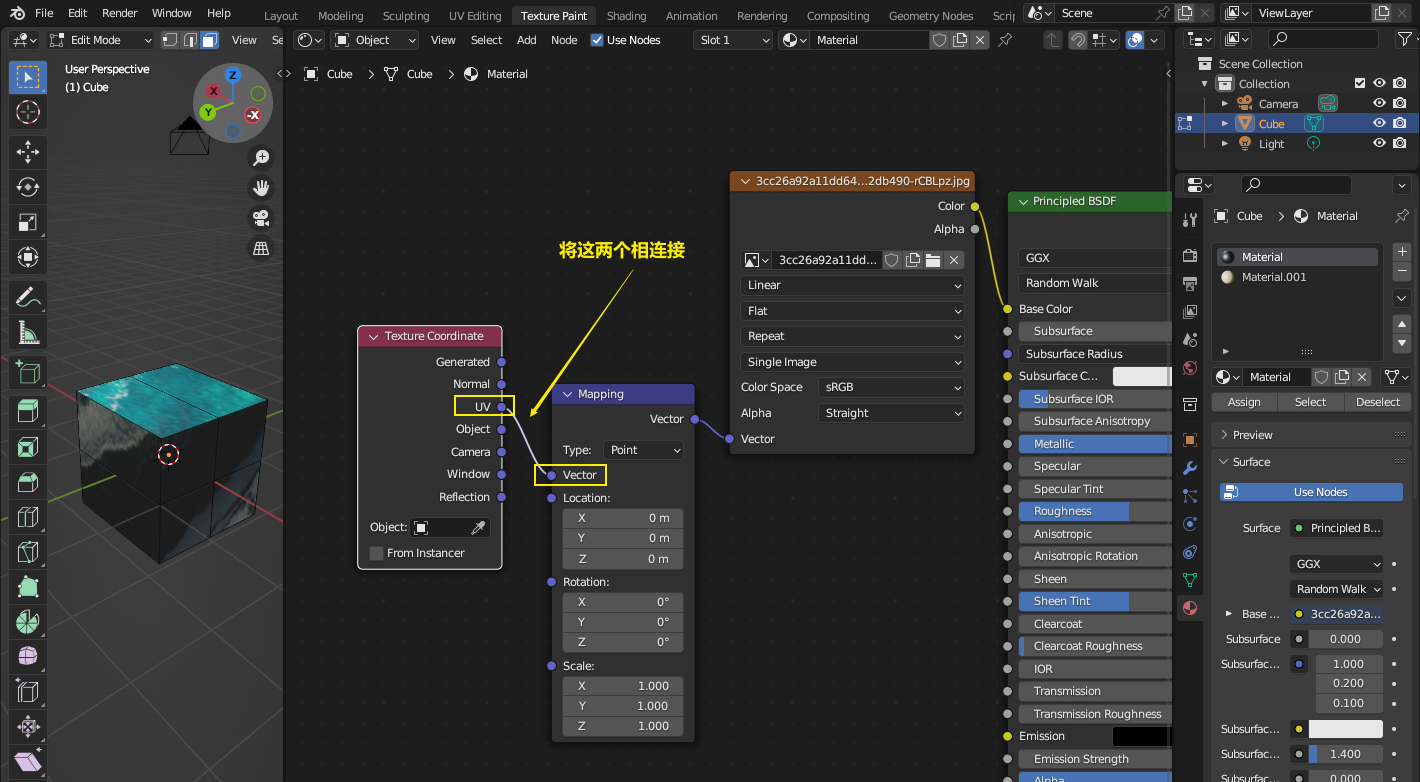 File Edit Render Window Help Layout Modeling Sculpting UV Editing Texture Paint Shading Animation Rendering Compositing Geometry Nodes Scene ViewLayer
Edit Mode View Object View Select Add Node Use Nodes Slot 1 Material
User Perspective
(1) Cube
X
Y
Z
-X
Cube Cube Material
将这两个相连接
Texture Coordinate
Generated
Normal
UV
Object
Camera
Window
Reflection
Object:
From Instancer
Mapping
Vector
Type: Point
Vector
Location:
X 0 m
Y 0 m
Z 0 m
Rotation:
X 0°
Y 0°
Z 0°
Scale:
X 1.000
Y 1.000
Z 1.000
3cc26a92a11dd64...2db490-rCBLpz.jpg
Color
Alpha
3cc26a92a11dd...
Linear
Flat
Repeat
Single Image
Color Space sRGB
Alpha Straight
Vector
Principled BSDF
GGX
Random Walk
Base Color
Subsurface
Subsurface Radius
Subsurface C...
Subsurface IOR
Subsurface Anisotropy
Metallic
Specular
Specular Tint
Roughness
Anisotropic
Anisotropic Rotation
Sheen
Sheen Tint
Clearcoat
Clearcoat Roughness
IOR
Transmission
Transmission Roughness
Emission
Emission Strength
Alpha
Scene Collection
Collection
Camera
Cube
Light
Cube Material
Material
Material.001
Material
Assign Select Deselect
Preview
Surface
Use Nodes
Surface Principled B...
GGX
Random Walk
Base ... 3cc26a92a...
Subsurface 0.000
Subsurfac... 1.000
0.200
0.100
Subsurfac...
Subsurfac... 1.400
Subsurfac... 0.000